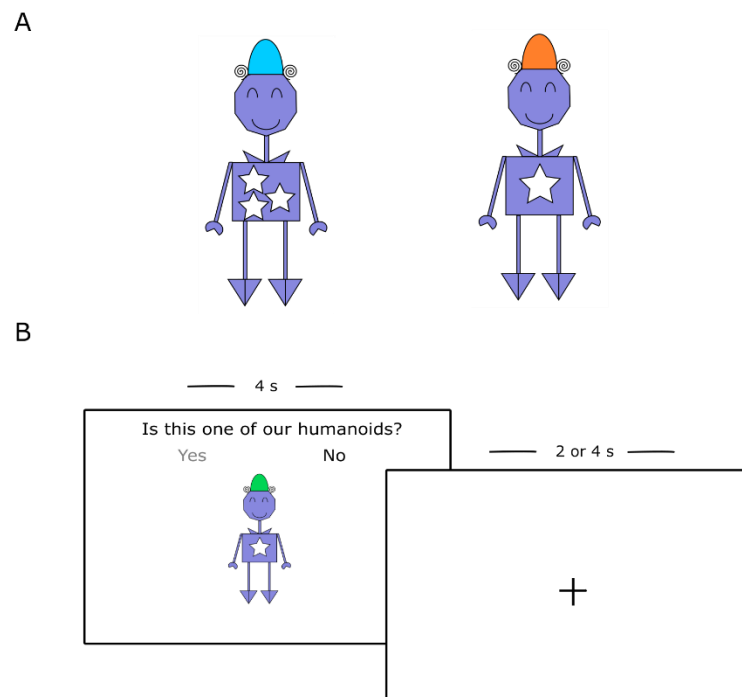 A
B
4 s
Is this one of our humanoids?
Yes No
2 or 4 s